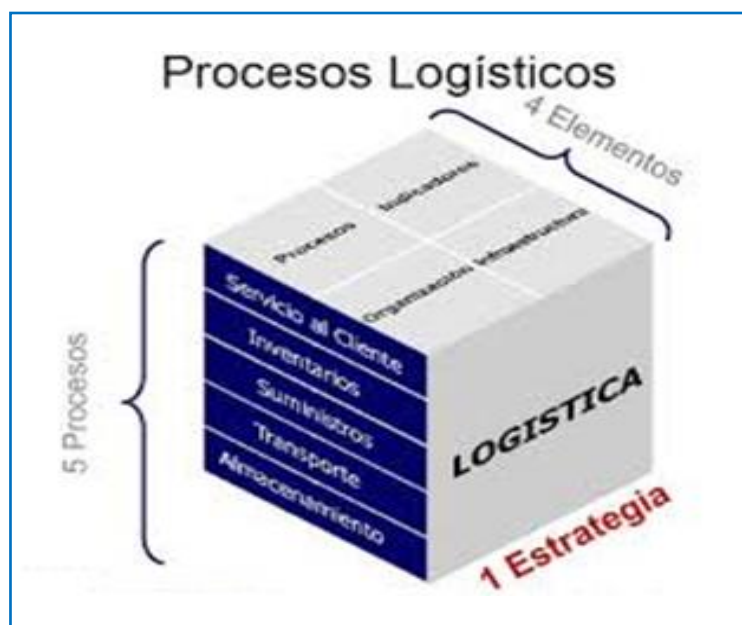 Procesos Logísticos
4 Elementos
Indicadores
Procesos
Infraestructura
Organización
5 Procesos
Servicio al Cliente
Inventarios
Suministros
Transporte
Almacenamiento
LOGISTICA
1 Estrategia